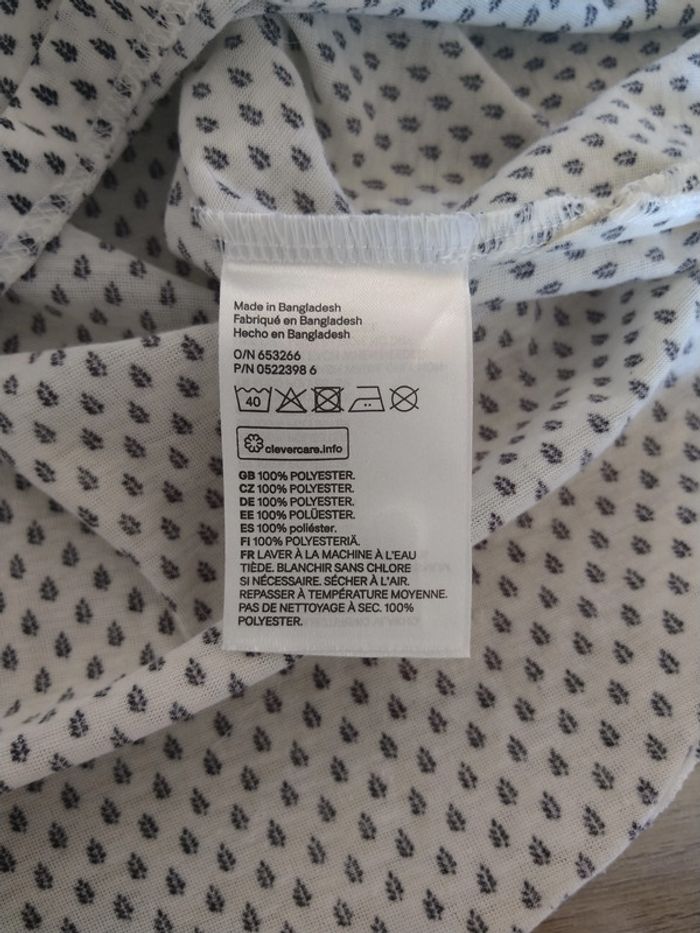 Made in Bangladesh
Fabriqué en Bangladesh
Hecho en Bangladesh
O/N 653266
P/N 0522398 6
40
clevercare.info
GB 100% POLYESTER.
CZ 100% POLYESTER.
DE 100% POLYESTER.
EE 100% POLÜESTER.
ES 100% poliéster.
FI 100% POLYESTERIÄ.
FR LAVER À LA MACHINE À L'EAU
TIÈDE. BLANCHIR SANS CHLORE
SI NÉCESSAIRE. SÉCHER À L'AIR.
REPASSER À TEMPÉRATURE MOYENNE.
PAS DE NETTOYAGE À SEC. 100%
POLYESTER.